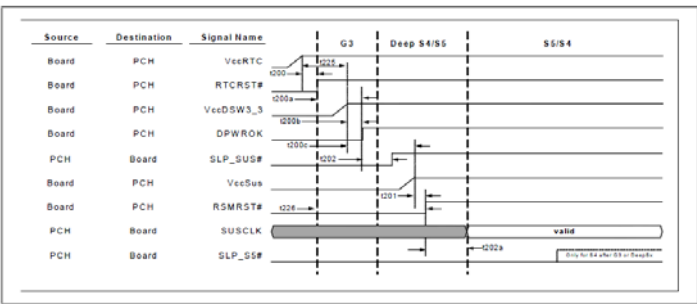 Source Destination Signal Name G3 Deep S4/S5 S5/S4
Board PCH VccRTC
t225
t200
Board PCH RTCRST#
t200a
Board PCH VccDSW3_3
t200b
Board PCH DPWROK
t200c
PCH Board SLP_SUS# t202
Board PCH VccSus
t201
Board PCH RSMRST# t226
PCH Board SUSCLK valid
t202a
PCH Board SLP_S5# Only for S4 after G3 or DeepSx